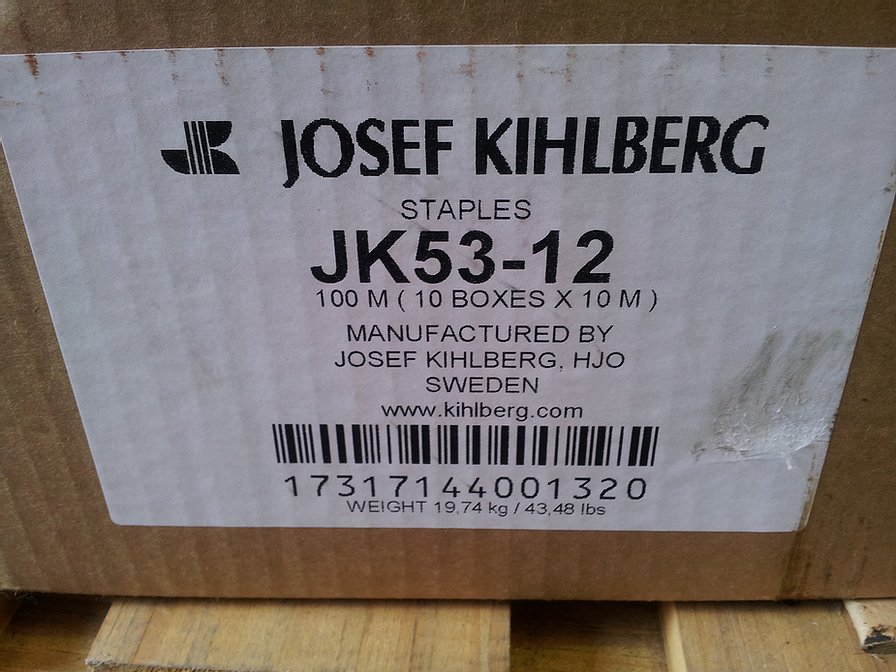 JOSEF KIHLBERG
STAPLES
JK53-12
100 M ( 10 BOXES X 10 M )
MANUFACTURED BY
JOSEF KIHLBERG, HJO
SWEDEN
www.kihlberg.com
17317144001320
WEIGHT 19,74 kg / 43,48 lbs